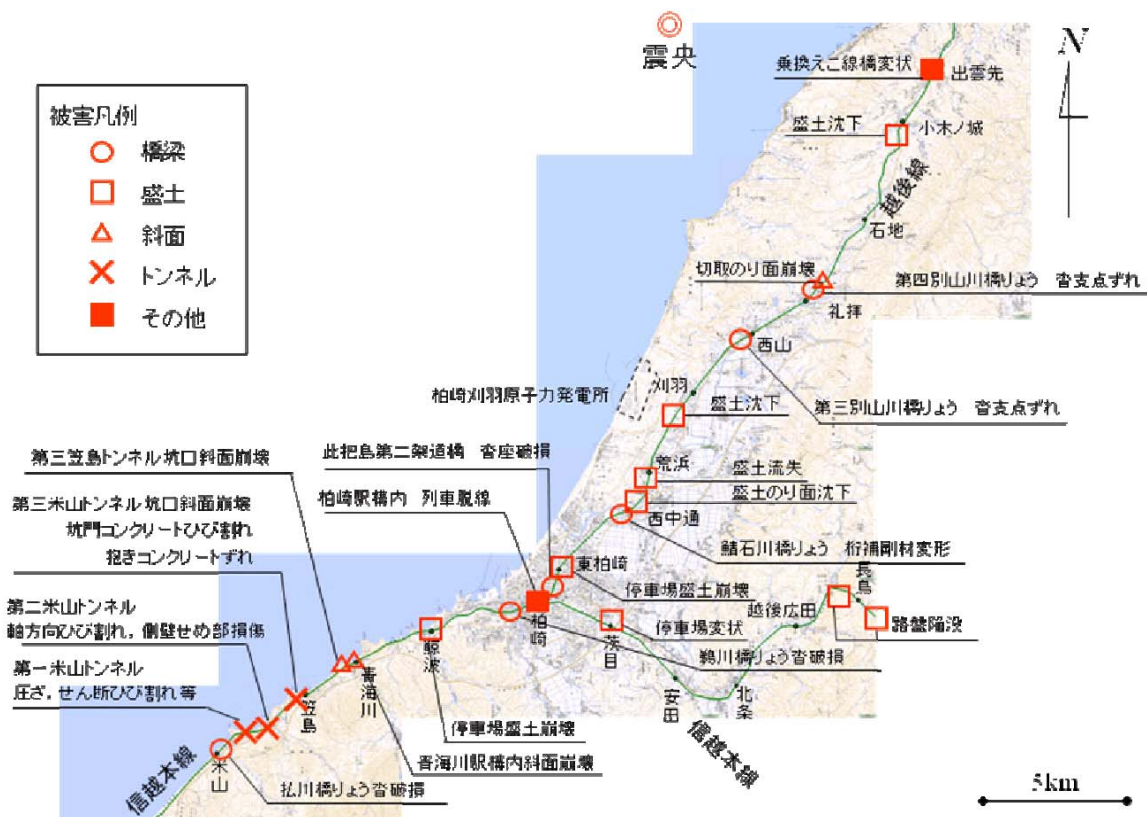 震央
N
被害凡例
橋梁
盛土
斜面
トンネル
その他
乗換えこ線橋変状
出雲先
盛土沈下
小木ノ城
越後線
石地
切取のり面崩壊
第四別山川橋りょう 沓支点ずれ
礼拝
西山
柏崎刈羽原子力発電所
刈羽
盛土沈下
第三別山川橋りょう 沓支点ずれ
第三笠島トンネル坑口斜面崩壊
此把島第二架道橋 沓座破損
荒浜
盛土流失
第三米山トンネル坑口斜面崩壊
坑門コンクリートひび割れ
抱きコンクリートずれ
柏崎駅構内 列車脱線
盛土のり面沈下
西中通
鯖石川橋りょう 桁補剛材変形
東柏崎
停車場盛土崩壊
長鳥
第二米山トンネル
軸方向ひび割れ，側壁せめ部損傷
越後広田
路盤陥没
柏崎
停車場変状
茨目
鵜川橋りょう沓破損
第一米山トンネル
圧ざ，せん断ひび割れ等
鯨波
青海川
笠島
安田
北条
停車場盛土崩壊
青海川駅構内斜面崩壊
信越本線
米山
払川橋りょう沓破損
信越本線
5km